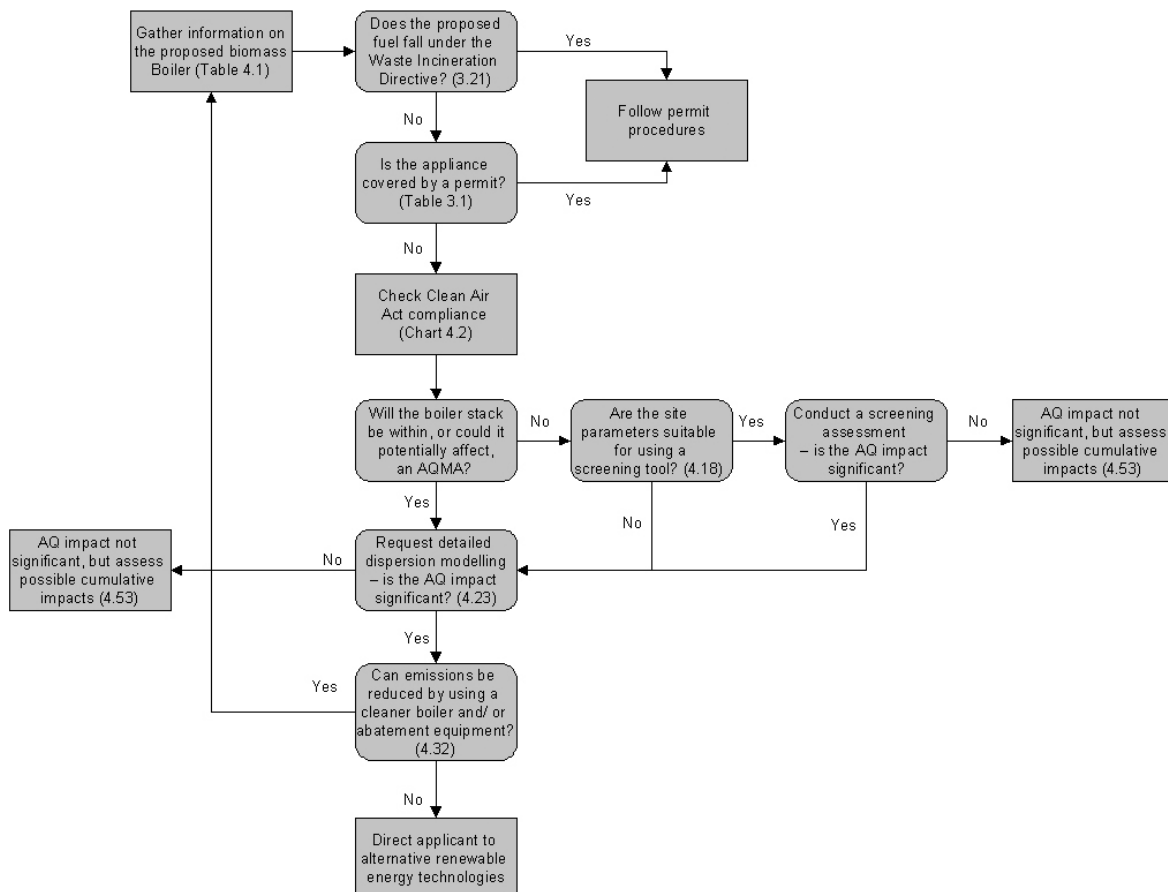 Gather information on
the proposed biomass
Boiler (Table 4.1)
Does the proposed
fuel fall under the
Waste Incineration
Directive? (3.21)
Yes
Follow permit
procedures
No
Is the appliance
covered by a permit?
(Table 3.1)
Yes
No
Check Clean Air
Act compliance
(Chart 4.2)
Will the boiler stack
be within, or could it
potentially affect,
an AQMA?
No
Are the site
parameters suitable
for using a
screening tool? (4.18)
Yes
Conduct a screening
assessment
– is the AQ impact
significant?
No
AQ impact not
significant, but assess
possible cumulative
impacts (4.53)
Yes
No
Yes
AQ impact not
significant, but assess
possible cumulative
impacts (4.53)
No
Request detailed
dispersion modelling
– is the AQ impact
significant? (4.23)
Yes
Yes
Can emissions be
reduced by using a
cleaner boiler and/ or
abatement equipment?
(4.32)
No
Direct applicant to
alternative renewable
energy technologies